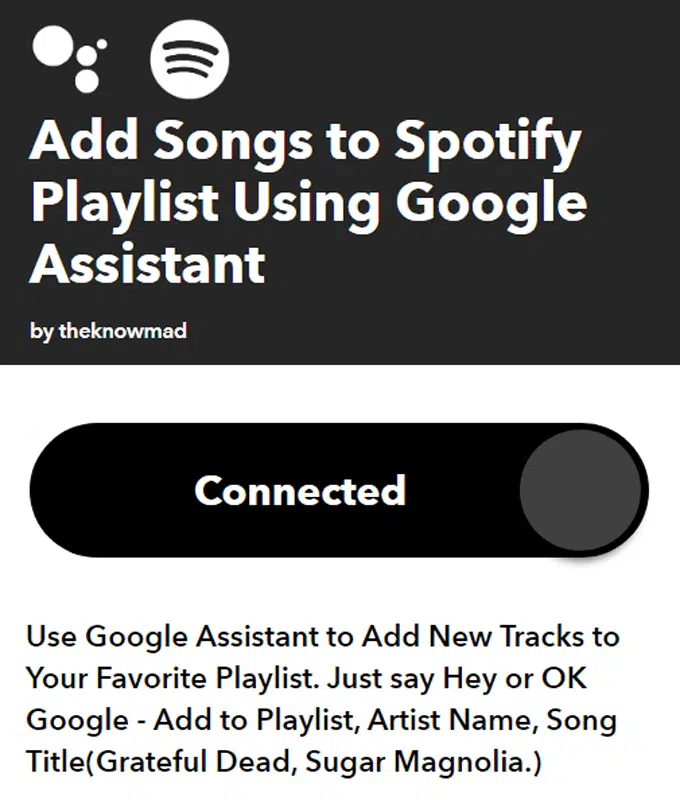 Add Songs to Spotify
Playlist Using Google
Assistant
by theknowmad
Connected
Use Google Assistant to Add New Tracks to
Your Favorite Playlist. Just say Hey or OK
Google - Add to Playlist, Artist Name, Song
Title(Grateful Dead, Sugar Magnolia.)